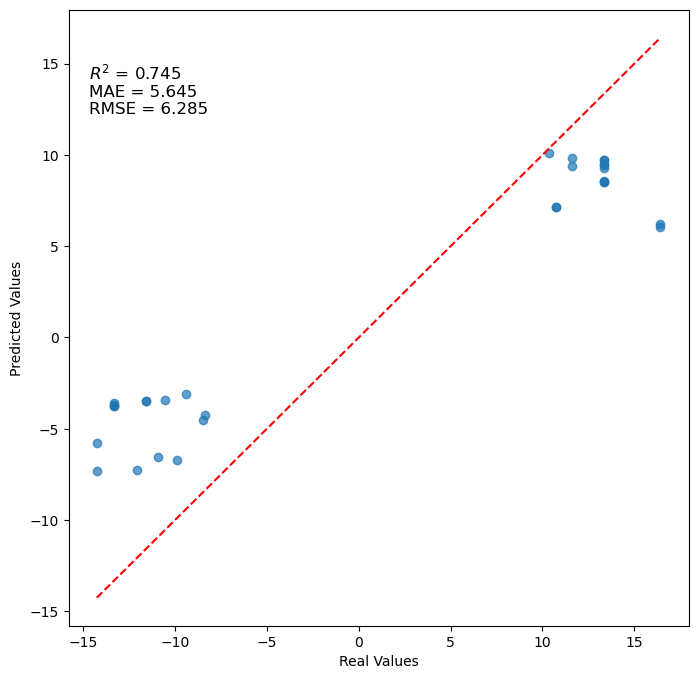 R² = 0.745
MAE = 5.645
RMSE = 6.285
15
10
5
0
−5
−10
−15
Predicted Values
−15 −10 −5 0 5 10 15
Real Values